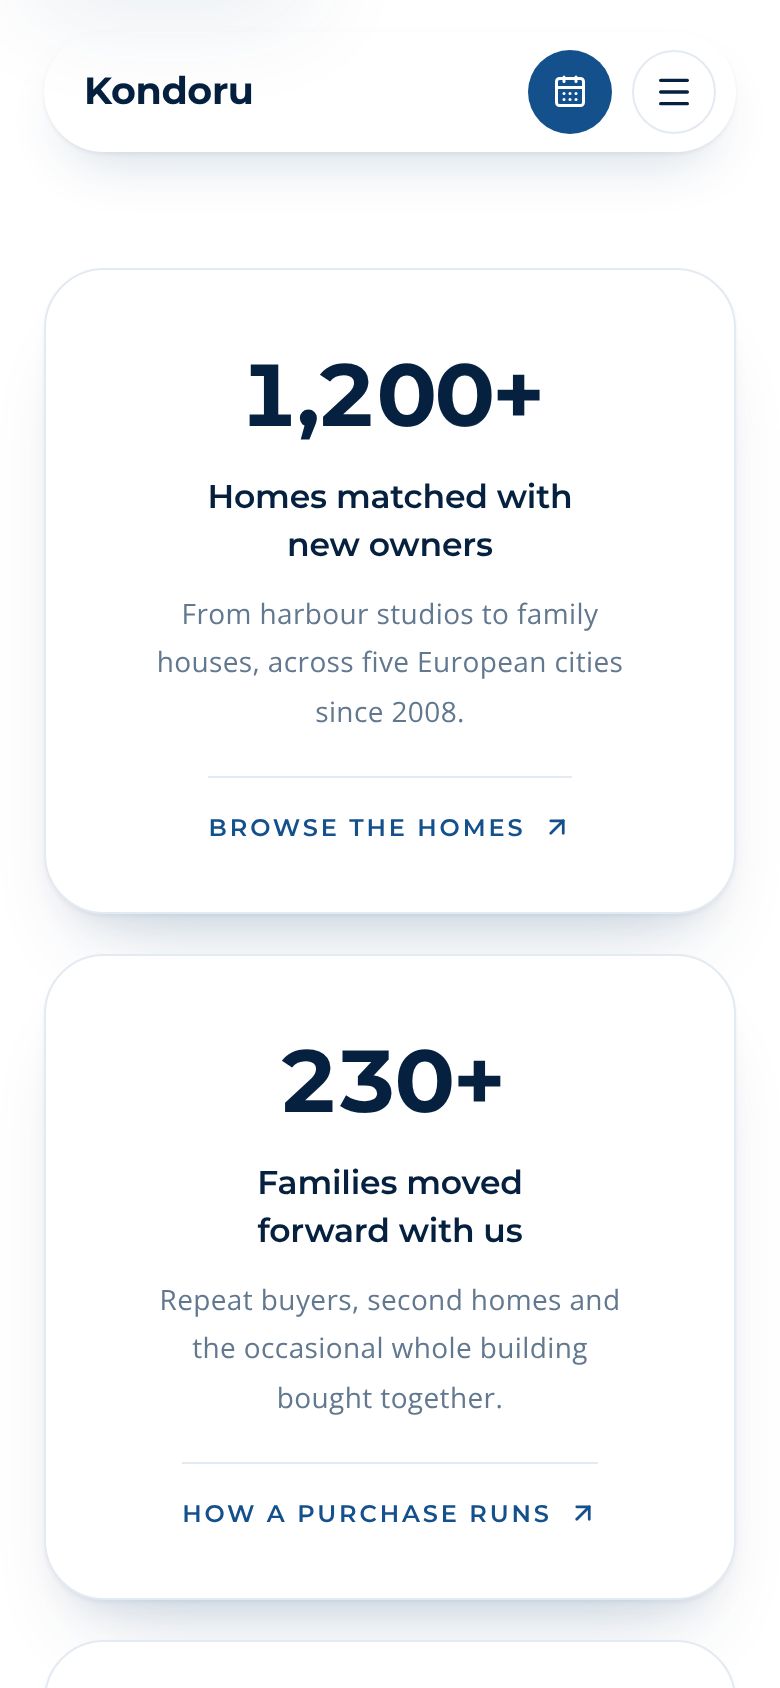 Kondoru
1,200+
Homes matched with
new owners
From harbour studios to family
houses, across five European cities
since 2008.
BROWSE THE HOMES
230+
Families moved
forward with us
Repeat buyers, second homes and
the occasional whole building
bought together.
HOW A PURCHASE RUNS